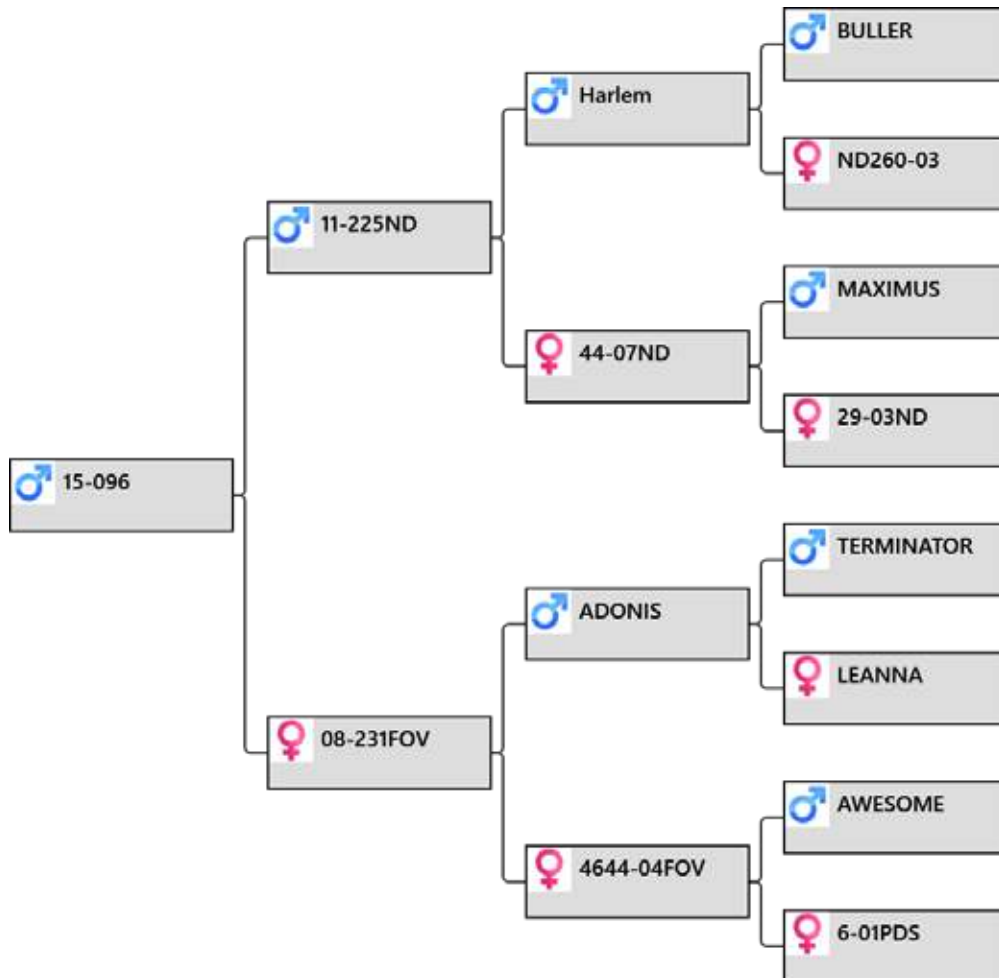 BULLER
Harlem
ND260-03
11-225ND
MAXIMUS
44-07ND
29-03ND
15-096
TERMINATOR
ADONIS
LEANNA
08-231FOV
AWESOME
4644-04FOV
6-01PDS